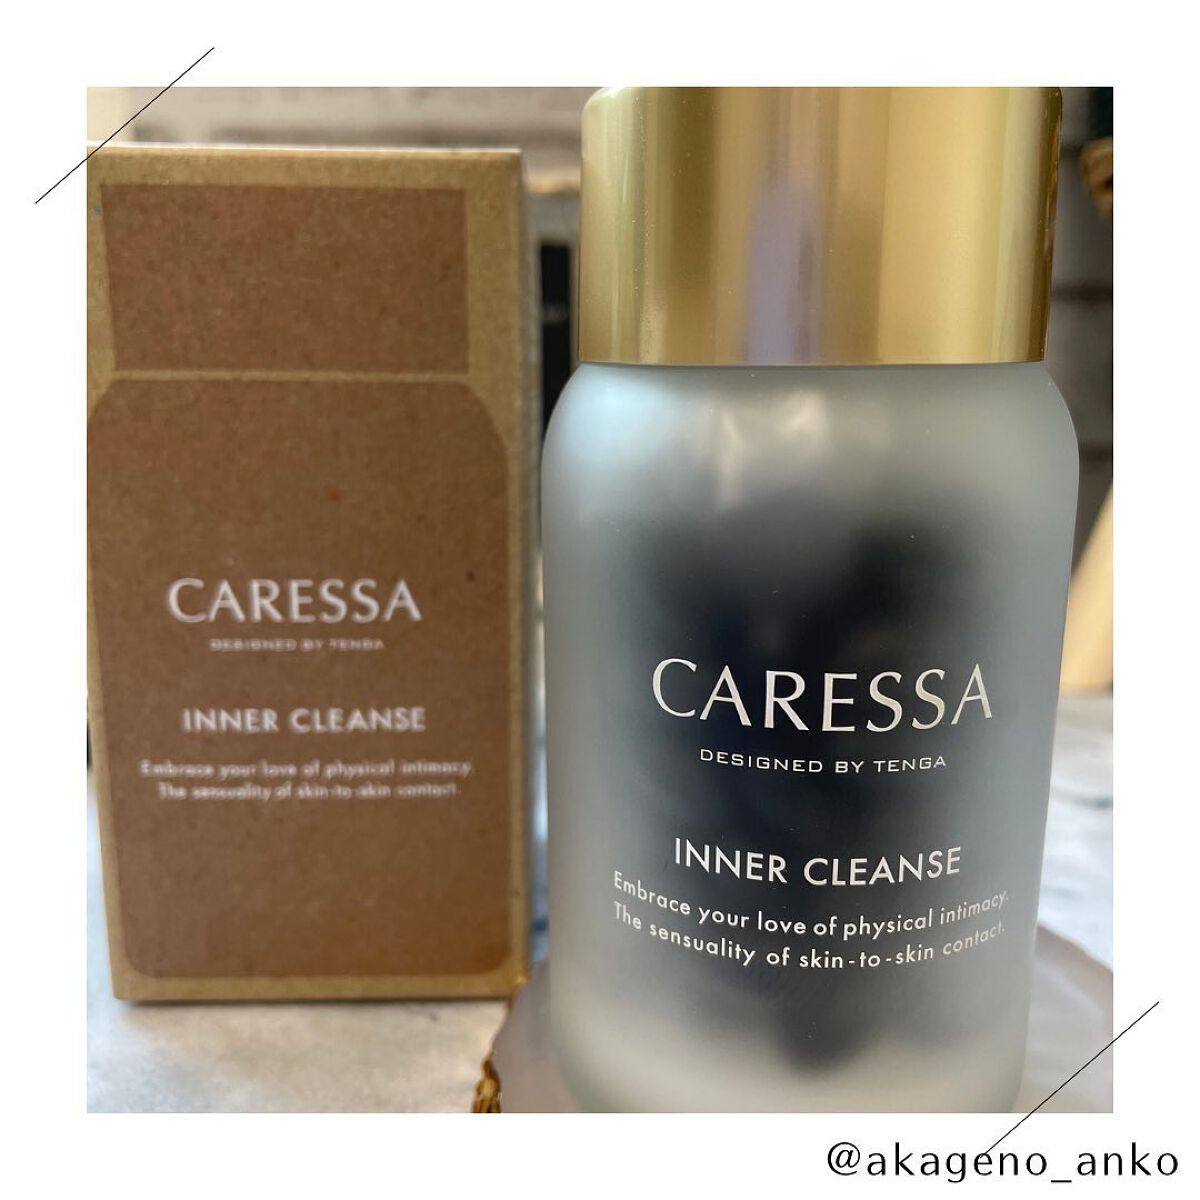 CARESSA
DESIGNED BY TENGA
INNER CLEANSE
Embrace your love of physical intimacy.
The sensuality of skin-to-skin contact.
CARESSA
DESIGNED BY TENGA
INNER CLEANSE
Embrace your love of physical intimacy.
The sensuality of skin-to-skin contact.
@akageno_anko